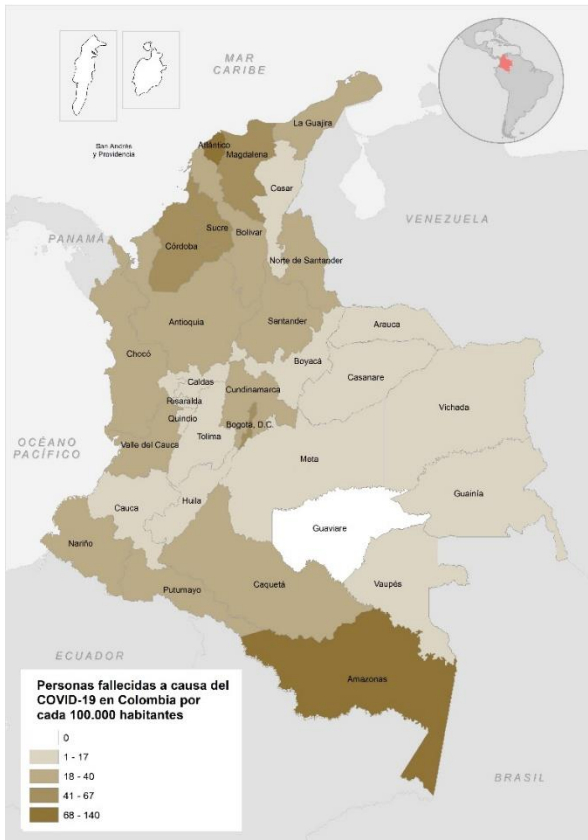 MAR
CARIBE
San Andrés
y Providencia
La Guajira
Atlántico
Magdalena
Cesar
VENEZUELA
PANAMÁ
Sucre
Bolívar
Córdoba
Norte de Santander
Antioquia
Santander
Arauca
Chocó
Boyacá
Casanare
Caldas
Cundinamarca
Risaralda
Vichada
Quindío
Bogotá, D.C.
Tolima
OCÉANO
PACÍFICO
Valle del Cauca
Meta
Guainía
Cauca
Huila
Guaviare
Nariño
Caquetá
Vaupés
Putumayo
ECUADOR
Amazonas
BRASIL
Personas fallecidas a causa del
COVID-19 en Colombia por
cada 100.000 habitantes
0
1 - 17
18 - 40
41 - 67
68 - 140